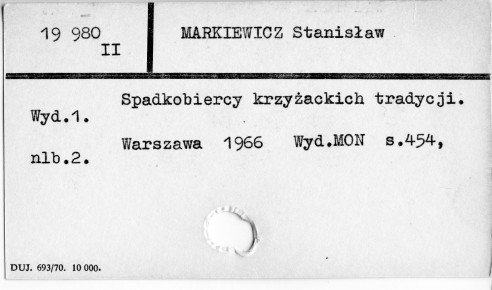 19 980
II
MARKIEWICZ Stanisław
Spadkobiercy krzyżackich tradycji.
Wyd.1.
Warszawa 1966 Wyd.MON s.454,
nlb.2.
DUJ. 693/70. 10 000.